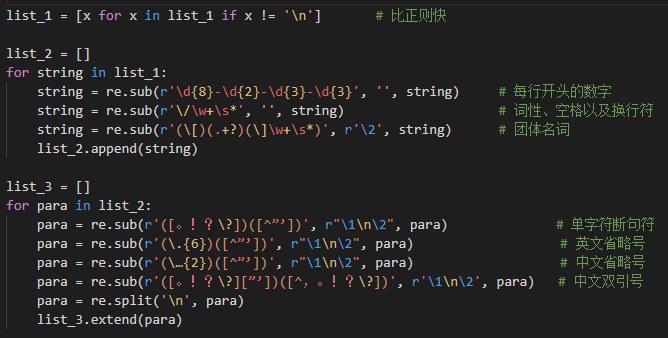 list_1 = [x for x in list_1 if x != '\n']        # 比正则快
list_2 = []
for string in list_1:
    string = re.sub(r'\d{8}-\d{2}-\d{3}-\d{3}', '', string)     # 每行开头的数字
    string = re.sub(r'\/\w+\s*', '', string)                    # 词性、空格以及换行符
    string = re.sub(r'(\[)(.+?)(\]\w+\s*)', r'\2', string)      # 团体名词
    list_2.append(string)
list_3 = []
for para in list_2:
    para = re.sub(r'([。！？\?])([^”’])', r"\1\n\2", para)            # 单字符断句符
    para = re.sub(r'(\.{6})([^”’])', r"\1\n\2", para)                # 英文省略号
    para = re.sub(r'(\…{2})([^”’])', r"\1\n\2", para)                # 中文省略号
    para = re.sub(r'([。！？\?][”’])([^，。！？\?])', r'\1\n\2', para)   # 中文双引号
    para = re.split('\n', para)
    list_3.extend(para)